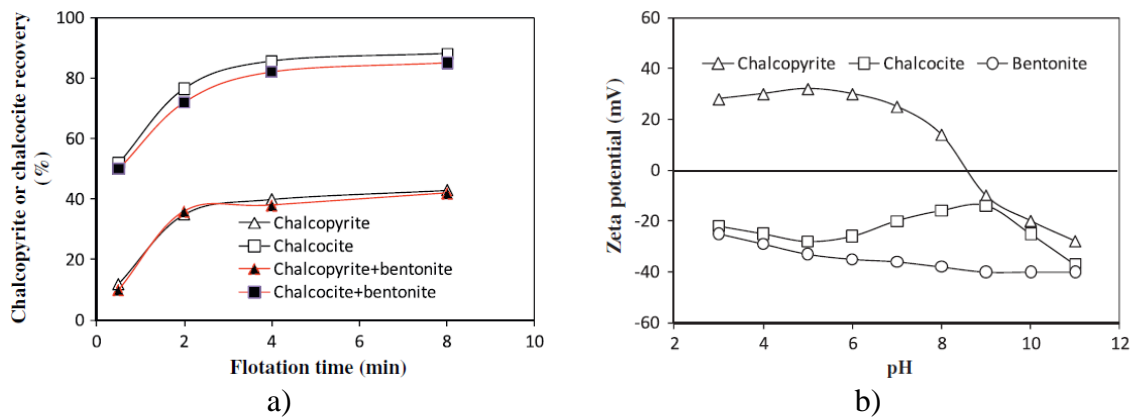 Chalcopyrite or chalcocite recovery
(%)
100
80
60
40
20
0
Chalcopyrite
Chalcocite
Chalcopyrite+bentonite
Chalcocite+bentonite
0 2 4 6 8 10
Flotation time (min)
a)
Zeta potential (mV)
60
40
20
0
-20
-40
-60
Chalcopyrite Chalcocite Bentonite
2 4 6 8 10 12
pH
b)